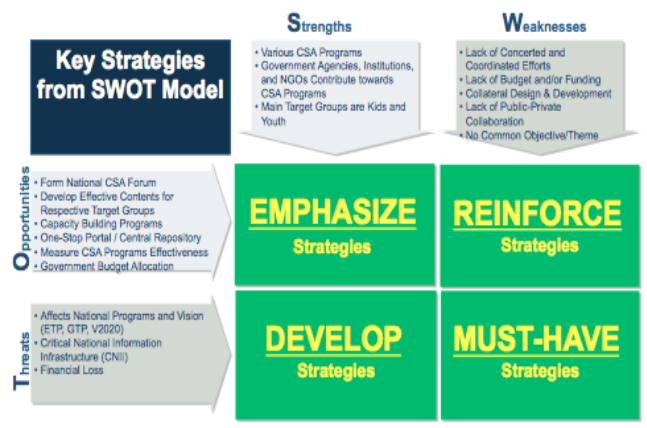 Strengths
Weaknesses
Key Strategies
from SWOT Model
• Various CSA Programs
• Government Agencies, Institutions,
and NGOs Contribute towards
CSA Programs
• Main Target Groups are Kids and
Youth
• Lack of Concerted and
Coordinated Efforts
• Lack of Budget and/or Funding
• Collateral Design & Development
• Lack of Public-Private
Collaboration
• No Common Objective/Theme
Opportunities
• Form National CSA Forum
• Develop Effective Contents for
Respective Target Groups
• Capacity Building Programs
• One-Stop Portal / Central Repository
• Measure CSA Programs Effectiveness
• Government Budget Allocation
EMPHASIZE
Strategies
REINFORCE
Strategies
Threats
• Affects National Programs and Vision
(ETP, GTP, V2020)
• Critical National Information
Infrastructure (CNII)
• Financial Loss
DEVELOP
Strategies
MUST-HAVE
Strategies